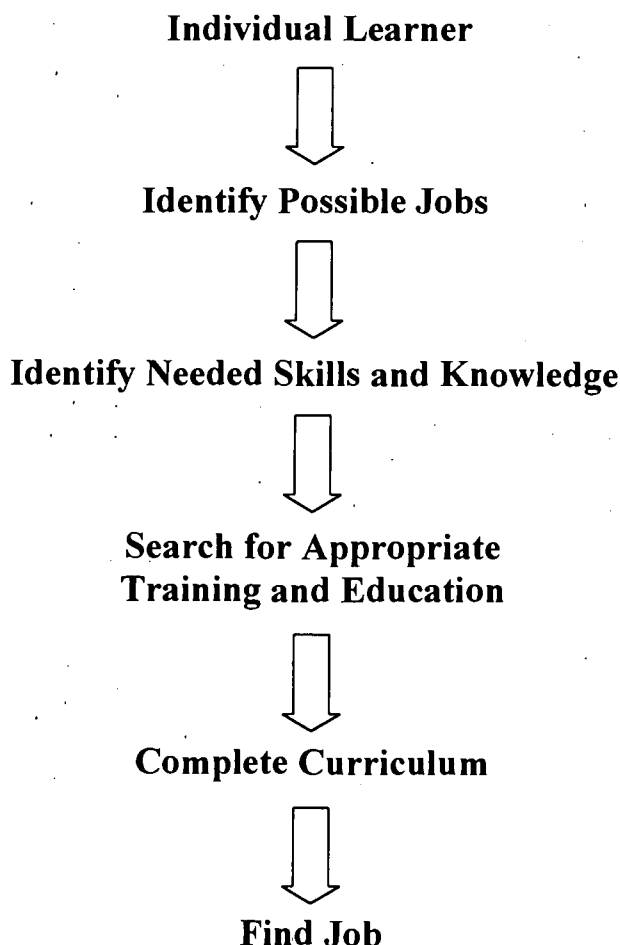 Individual Learner
Identify Possible Jobs
Identify Needed Skills and Knowledge
Search for Appropriate
Training and Education
Complete Curriculum
Find Job